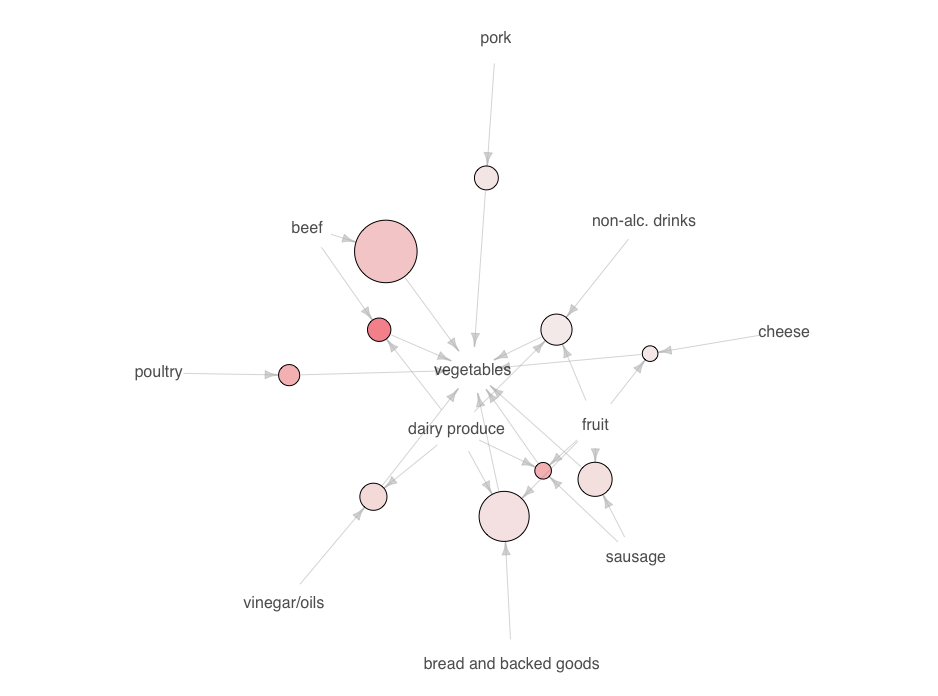 pork
non-alc. drinks
beef
cheese
vegetables
poultry
fruit
dairy produce
sausage
vinegar/oils
bread and backed goods